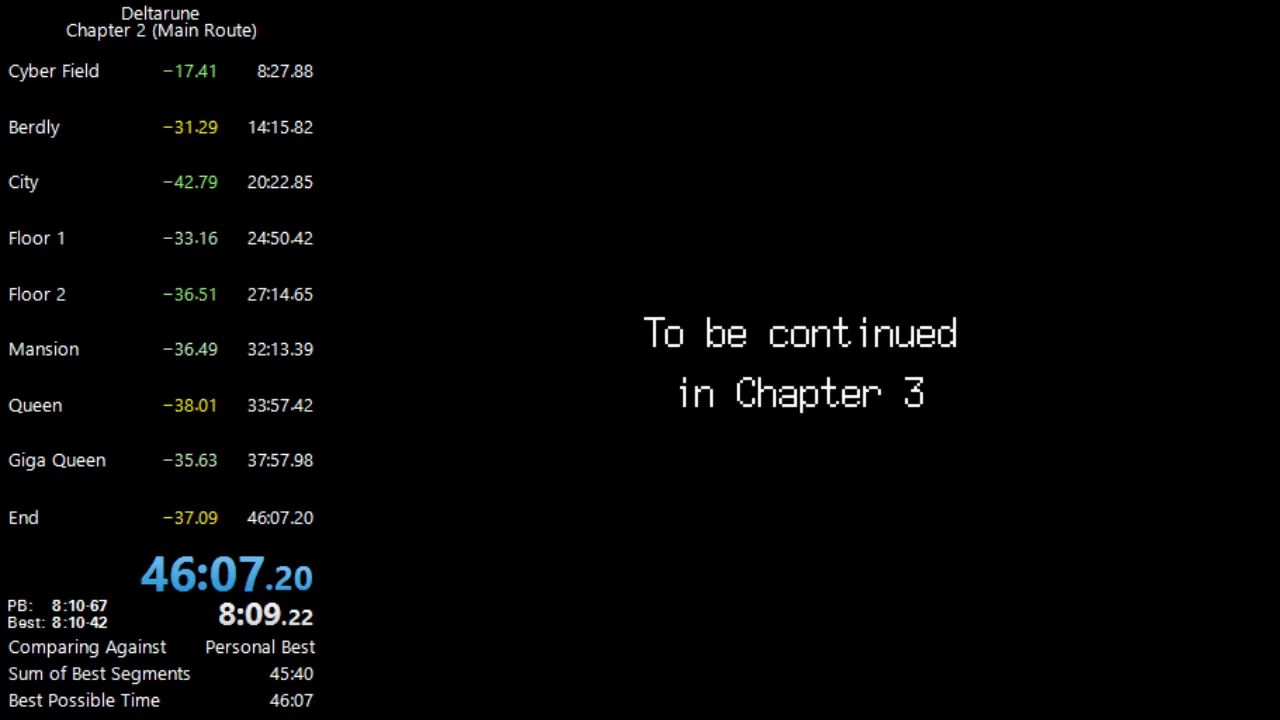 Deltarune
Chapter 2 (Main Route)
Cyber Field −17.41 8:27.88
Berdly −31.29 14:15.82
City −42.79 20:22.85
Floor 1 −33.16 24:50.42
Floor 2 −36.51 27:14.65
Mansion −36.49 32:13.39
Queen −38.01 33:57.42
Giga Queen −35.63 37:57.98
End −37.09 46:07.20
46:07.20
PB: 8:10.67
Best: 8:10.42
8:09.22
Comparing Against Personal Best
Sum of Best Segments 45:40
Best Possible Time 46:07
To be continued
in Chapter 3